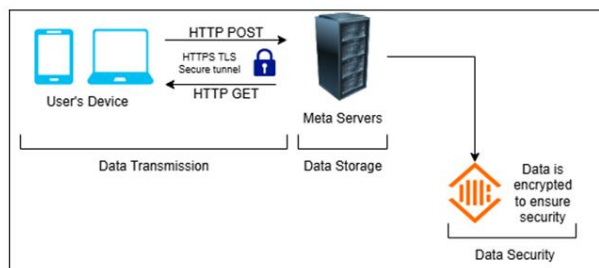 HTTP POST
HTTPS TLS
Secure tunnel
HTTP GET
User's Device
Meta Servers
Data Transmission
Data Storage
Data is
encrypted
to ensure
security
Data Security